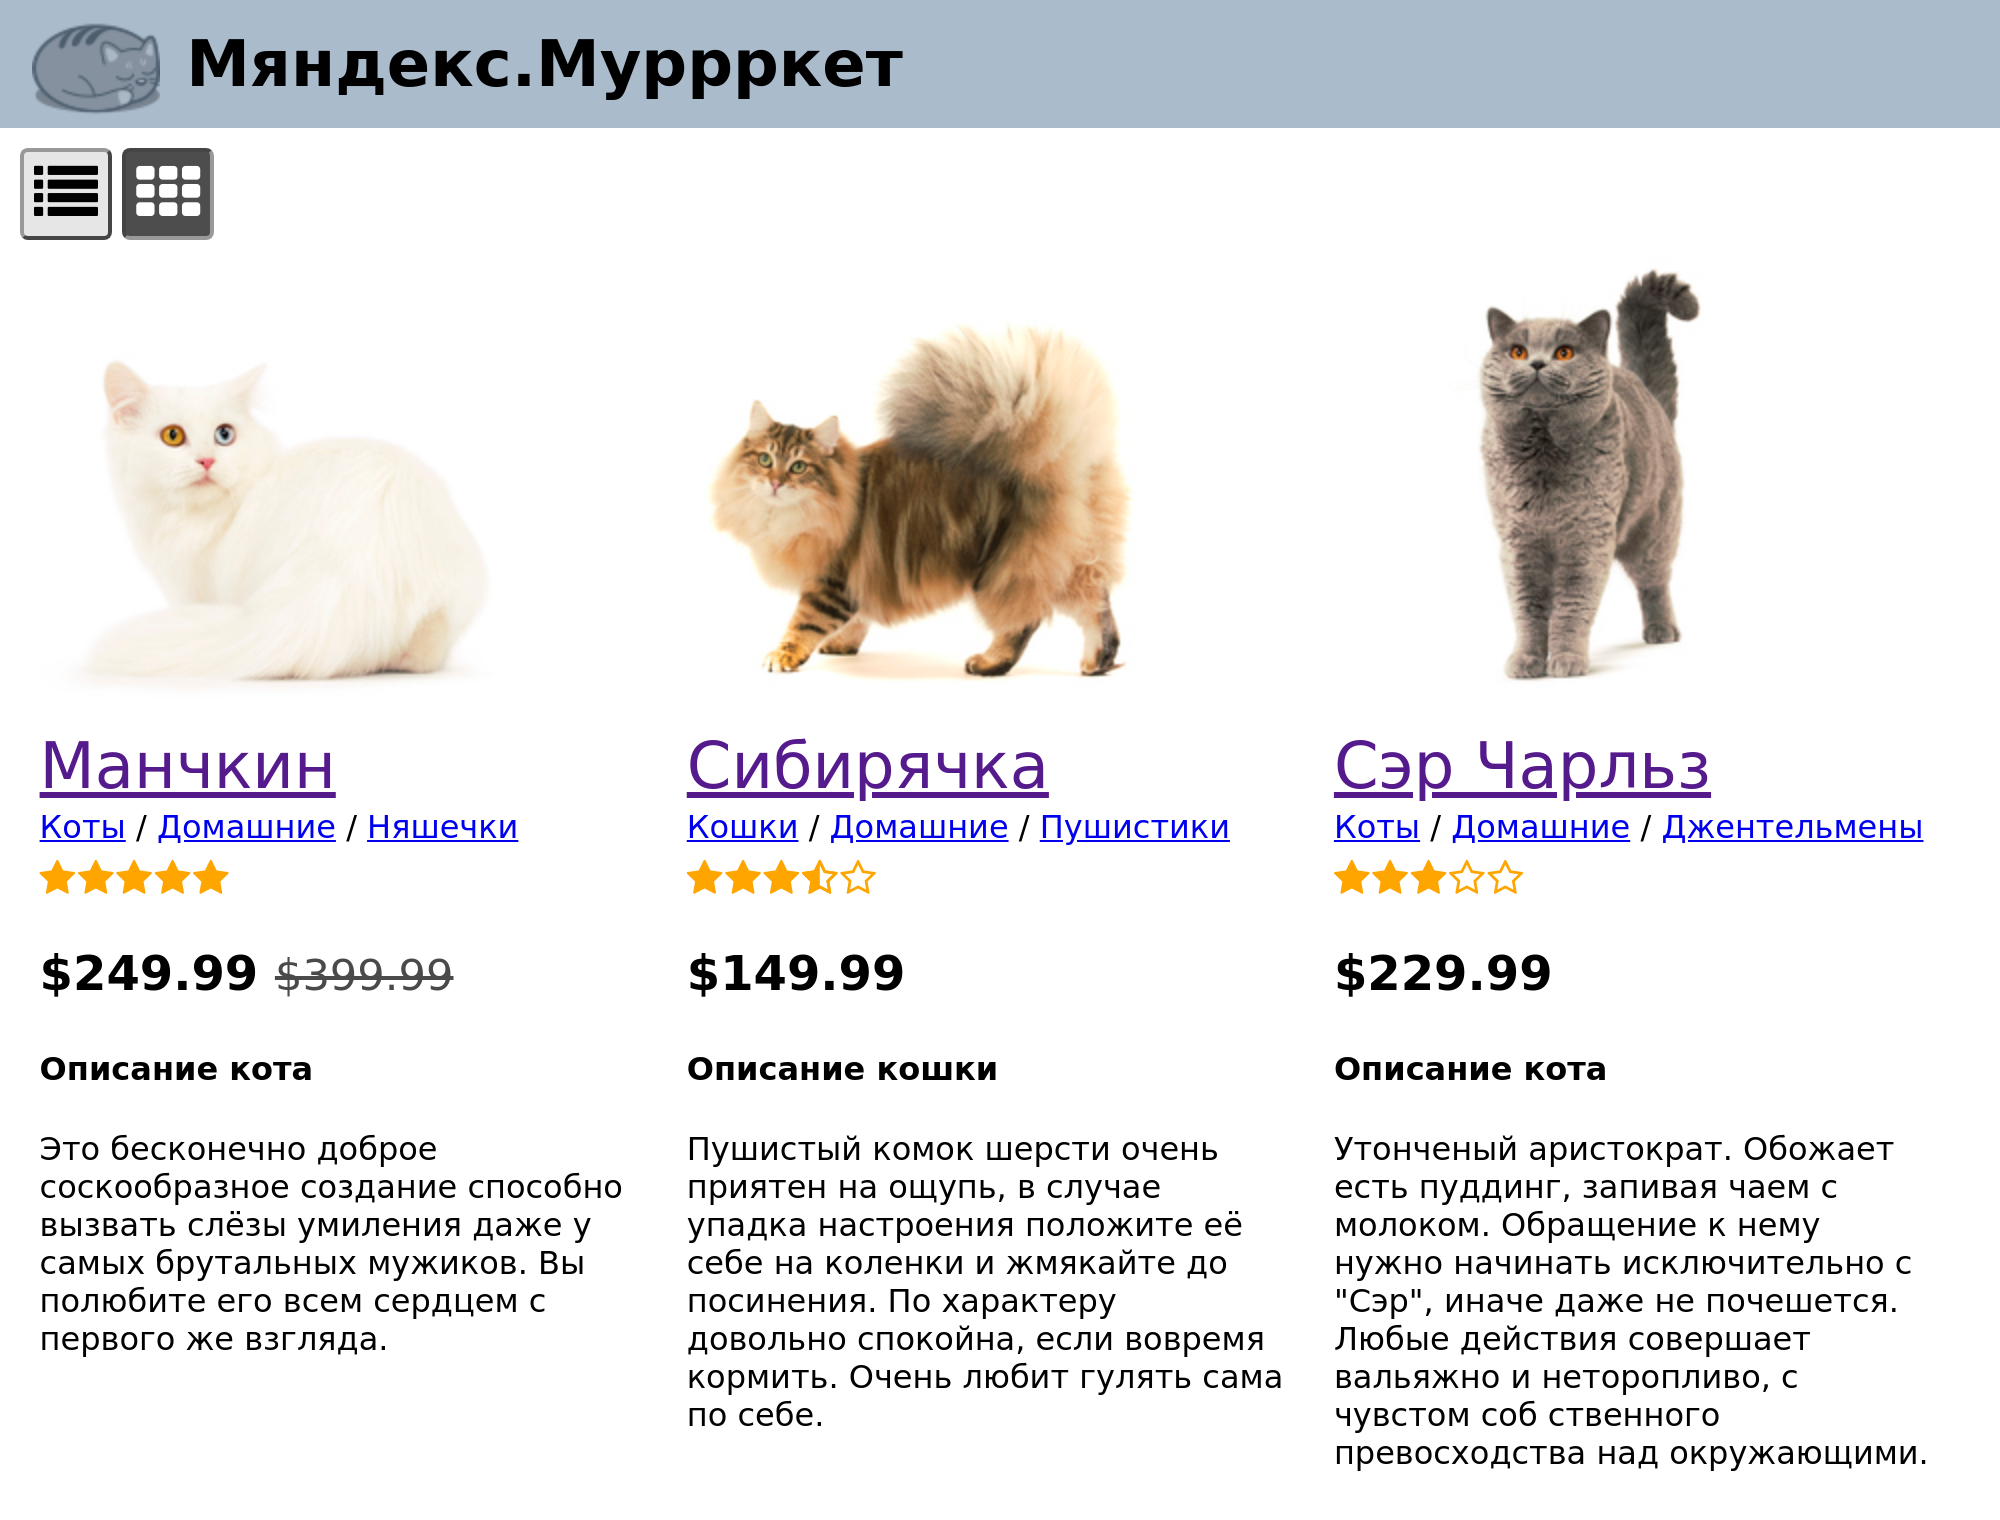 Мяндекс.Муррркет
Манчкин
Коты / Домашние / Няшечки
$249.99 $399.99
Описание кота
Это бесконечно доброе
соскообразное создание способно
вызвать слёзы умиления даже у
самых брутальных мужиков. Вы
полюбите его всем сердцем с
первого же взгляда.
Сибирячка
Кошки / Домашние / Пушистики
$149.99
Описание кошки
Пушистый комок шерсти очень
приятен на ощупь, в случае
упадка настроения положите её
себе на коленки и жмякайте до
посинения. По характеру
довольно спокойна, если вовремя
кормить. Очень любит гулять сама
по себе.
Сэр Чарльз
Коты / Домашние / Джентельмены
$229.99
Описание кота
Утонченый аристократ. Обожает
есть пуддинг, запивая чаем с
молоком. Обращение к нему
нужно начинать исключительно с
"Сэр", иначе даже не почешется.
Любые действия совершает
вальяжно и неторопливо, с
чувстом соб ственного
превосходства над окружающими.